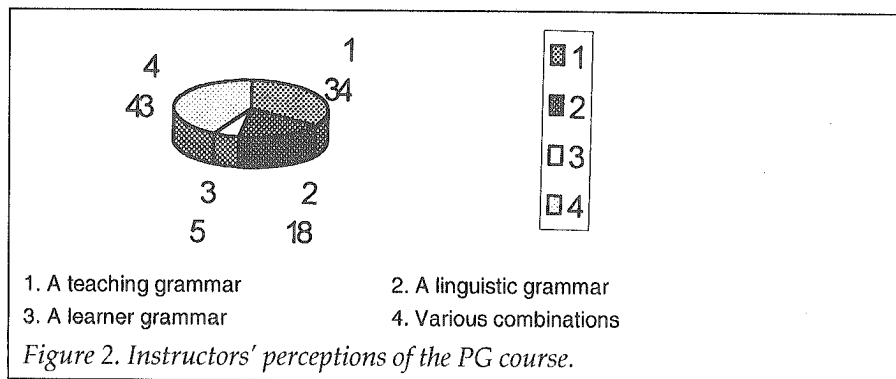 4
43
1
34
3
5
2
18
1
2
3
4
1. A teaching grammar
2. A linguistic grammar
3. A learner grammar
4. Various combinations
Figure 2. Instructors' perceptions of the PG course.